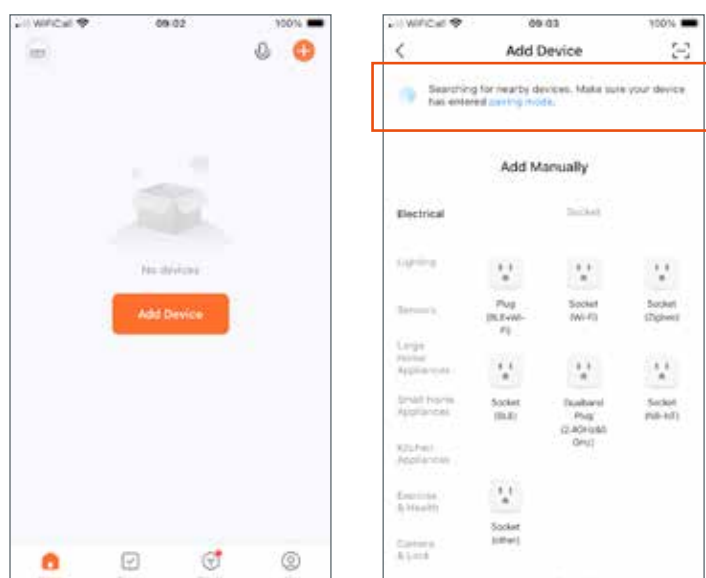 WiFiCall 09:02 100%
No devices
Add Device
WiFiCall 09:03 100%
Add Device
Searching for nearby devices. Make sure your device
has entered pairing mode.
Add Manually
Electrical
Socket
Lighting
Sensors
Large
Home
Appliances
Small Home
Appliances
Kitchen
Appliances
Exercise
& Health
Camera
& Lock
Plug
(BLE+Wi-
Fi)
Socket
(Wi-Fi)
Socket
(Zigbee)
Socket
(BLE)
Dualband
Plug
(2.4GHz&5
GHz)
Socket
(NB-IoT)
Socket
(other)